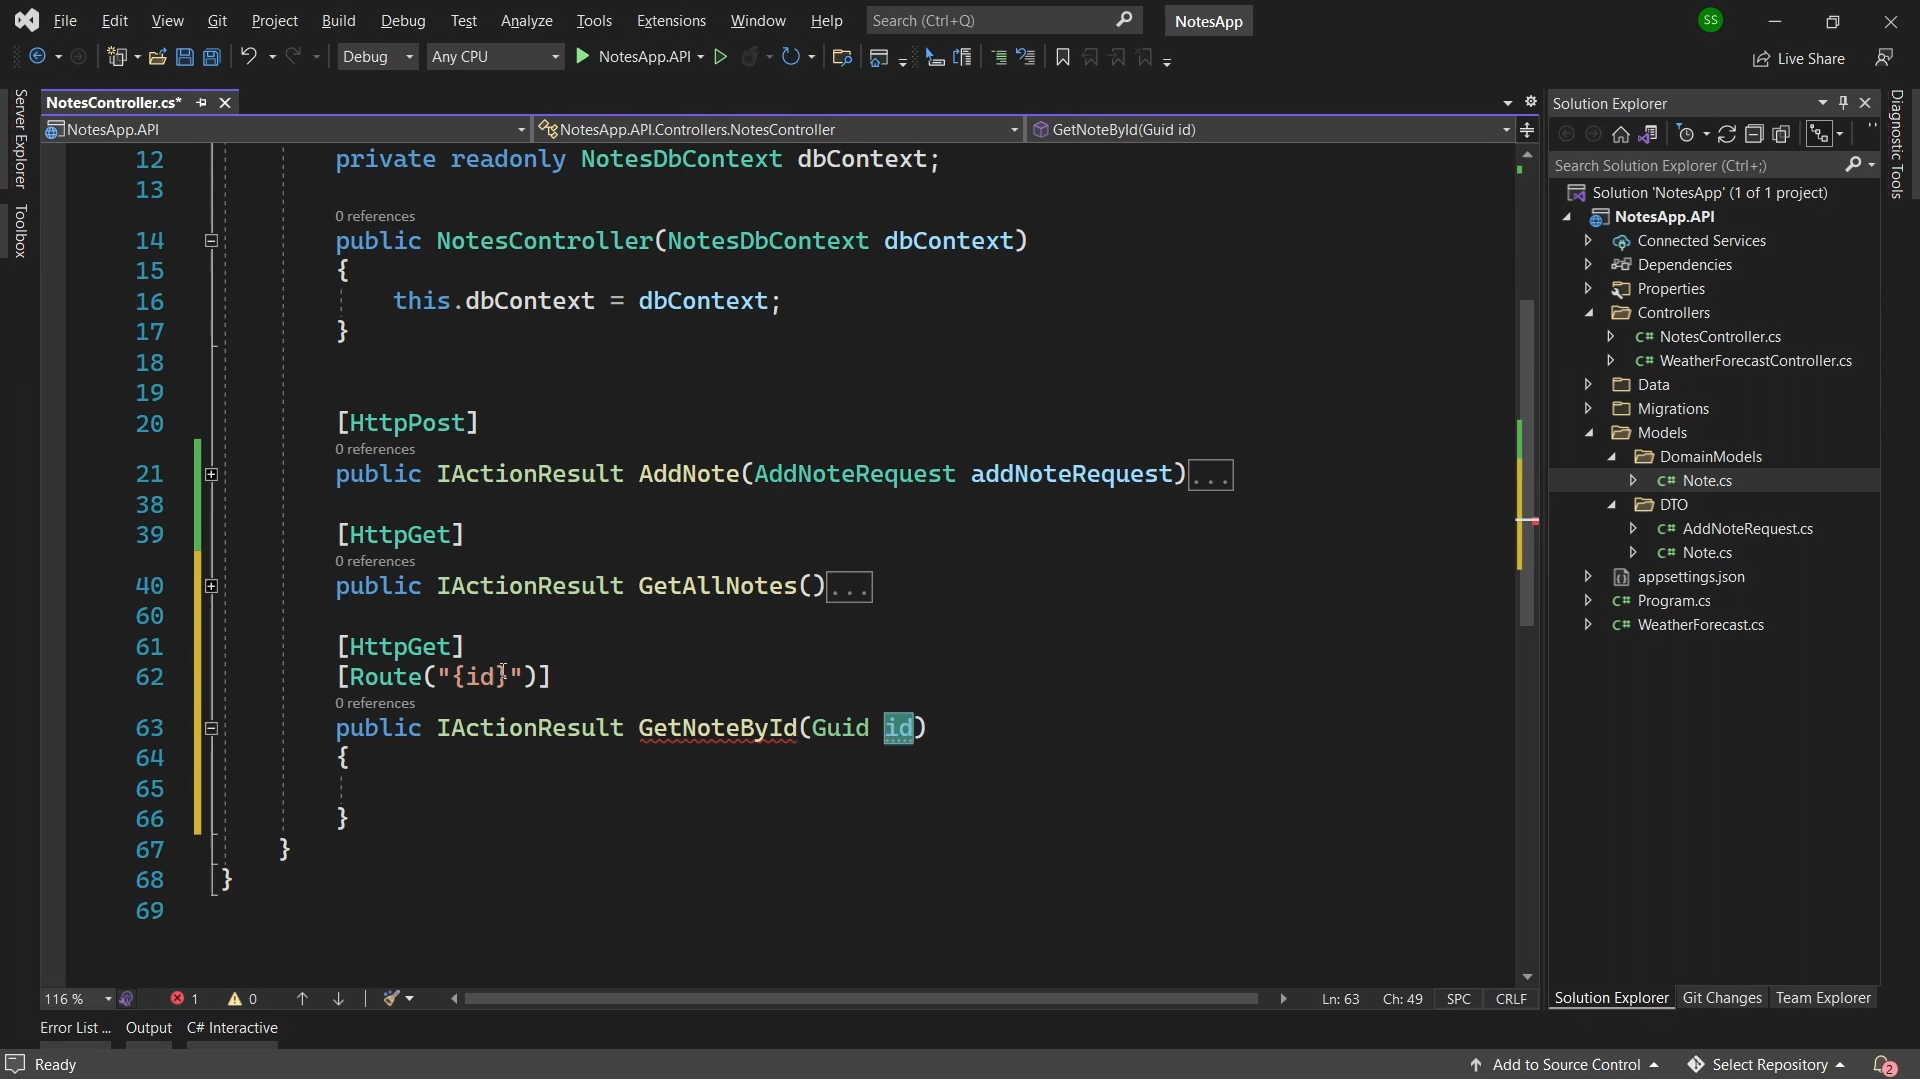 File Edit View Git Project Build Debug Test Analyze Tools Extensions Window Help Search (Ctrl+Q) NotesApp SS
Debug Any CPU NotesApp.API Live Share
NotesController.cs*
NotesApp.API NotesApp.API.Controllers.NotesController GetNoteById(Guid id)
Server Explorer
Toolbox
12 private readonly NotesDbContext dbContext;
13
0 references
14 public NotesController(NotesDbContext dbContext)
15 {
16 this.dbContext = dbContext;
17 }
18
19
20 [HttpPost]
0 references
21 public IActionResult AddNote(AddNoteRequest addNoteRequest)...
38
39 [HttpGet]
0 references
40 public IActionResult GetAllNotes()...
60
61 [HttpGet]
62 [Route("{id}")]
0 references
63 public IActionResult GetNoteById(Guid id)
64 {
65
66 }
67 }
68 }
69
116 % 1 0 Ln: 63 Ch: 49 SPC CRLF
Error List ... Output C# Interactive
Solution Explorer
Search Solution Explorer (Ctrl+;)
Solution 'NotesApp' (1 of 1 project)
NotesApp.API
Connected Services
Dependencies
Properties
Controllers
C# NotesController.cs
C# WeatherForecastController.cs
Data
Migrations
Models
DomainModels
C# Note.cs
DTO
C# AddNoteRequest.cs
C# Note.cs
appsettings.json
C# Program.cs
C# WeatherForecast.cs
Solution Explorer Git Changes Team Explorer
Diagnostic Tools
Ready Add to Source Control Select Repository 2